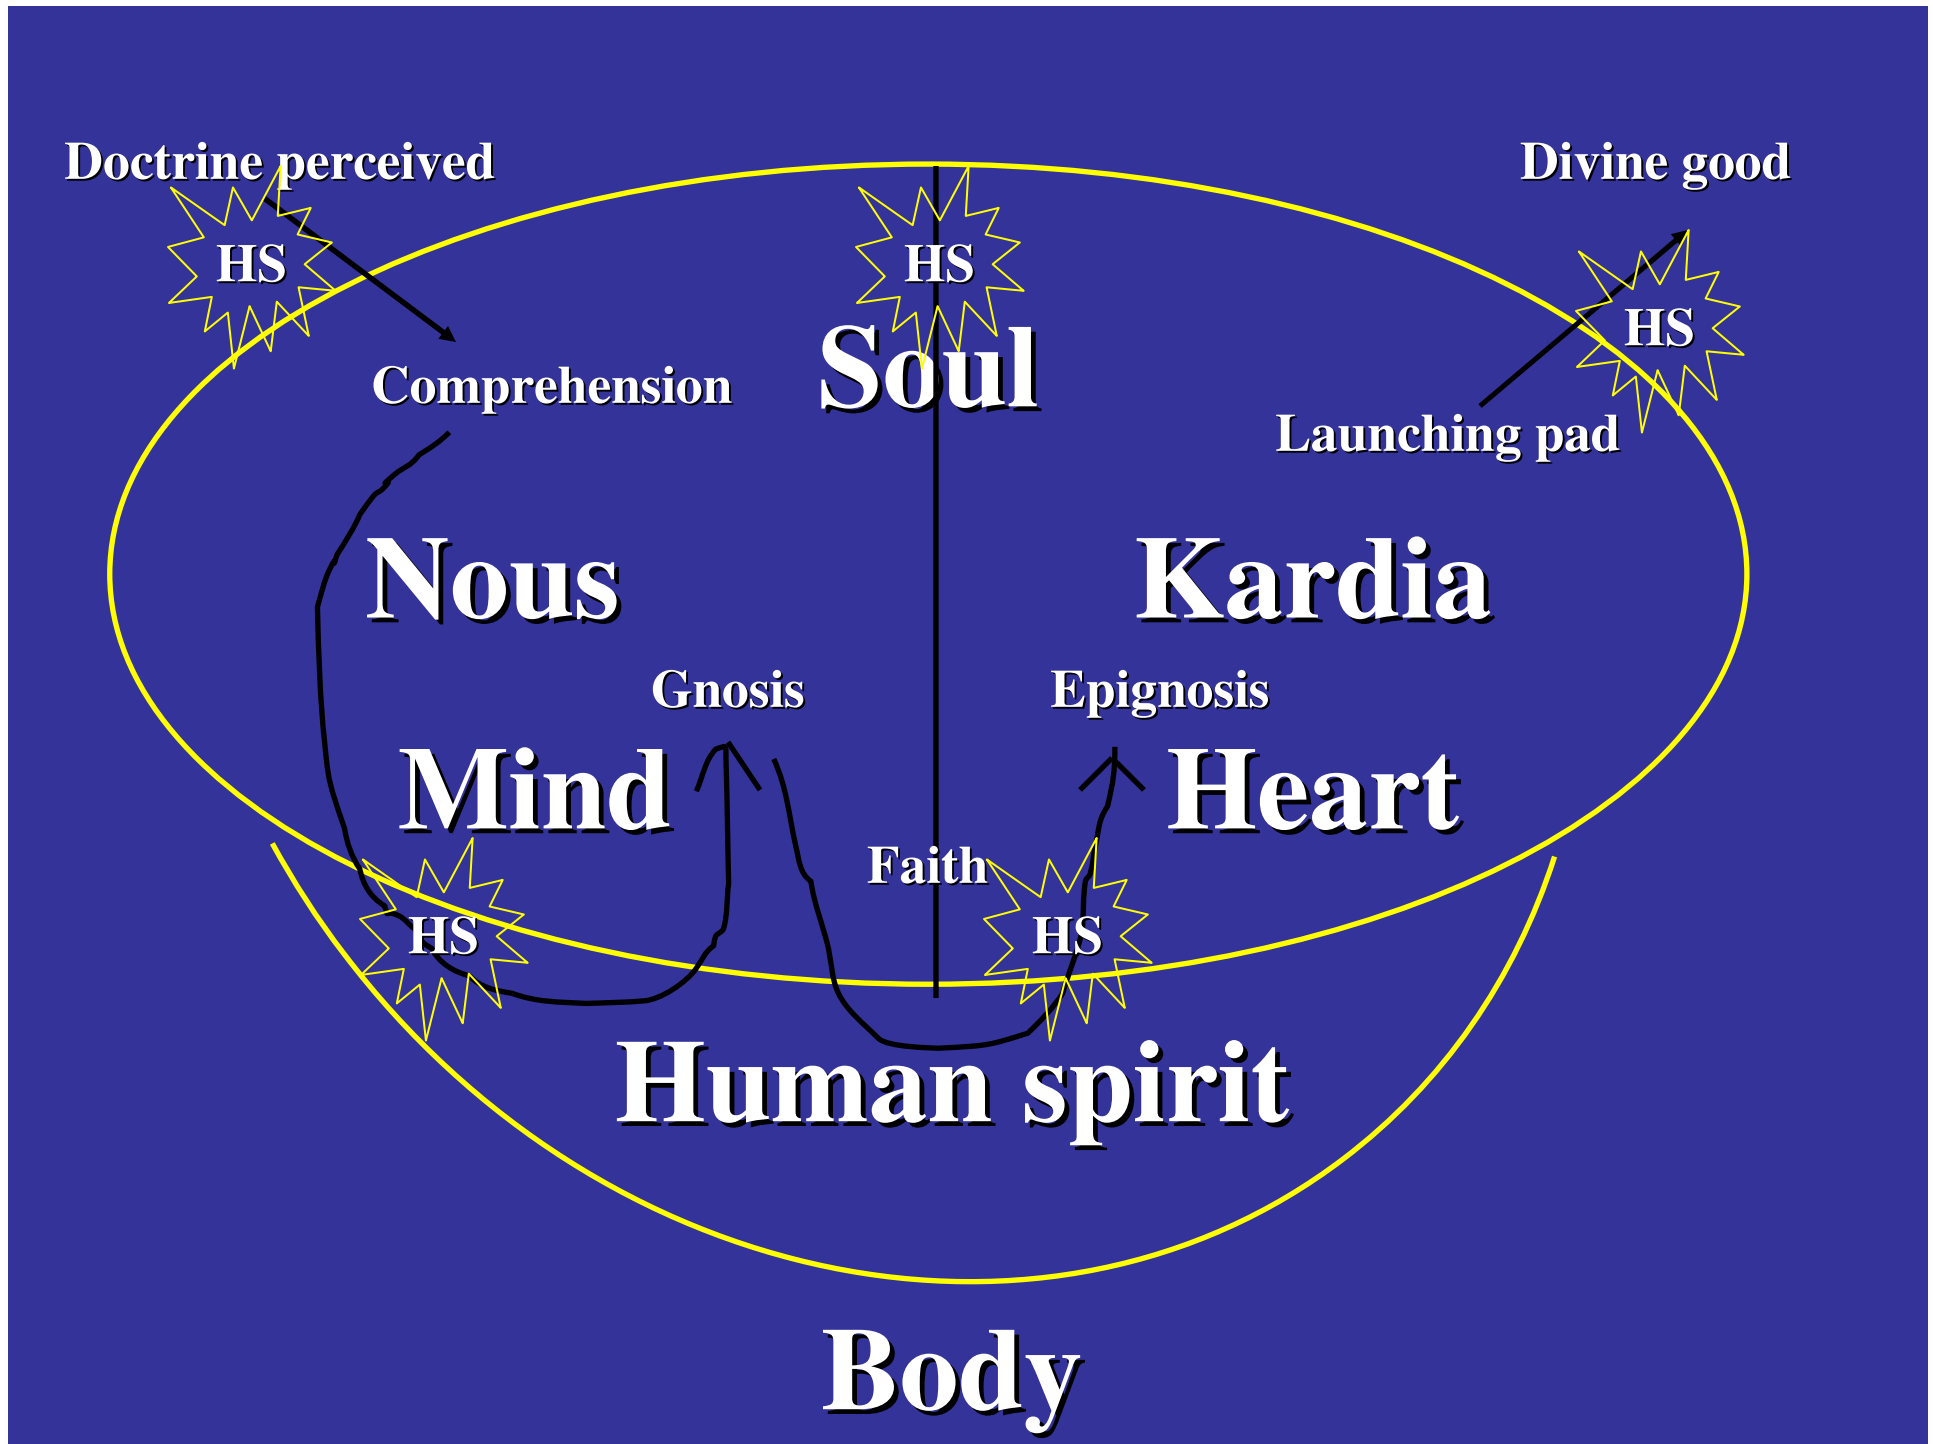 Doctrine perceived
Divine good
HS
HS
HS
Soul
Comprehension
Launching pad
Nous
Kardia
Gnosis
Epignosis
Mind
Heart
Faith
HS
HS
Human spirit
Body